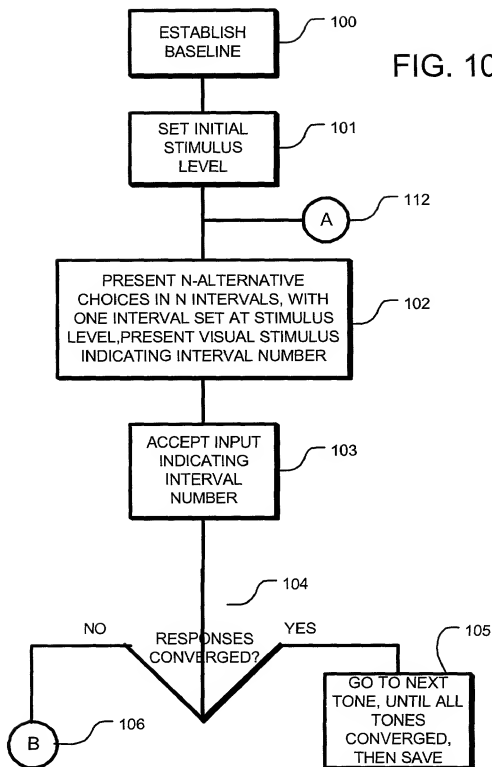 ESTABLISH
BASELINE
100
FIG. 10
SET INITIAL
STIMULUS
LEVEL
101
A
112
PRESENT N-ALTERNATIVE
CHOICES IN N INTERVALS, WITH
ONE INTERVAL SET AT STIMULUS
LEVEL,PRESENT VISUAL STIMULUS
INDICATING INTERVAL NUMBER
102
ACCEPT INPUT
INDICATING
INTERVAL
NUMBER
103
104
NO
RESPONSES
CONVERGED?
YES
105
GO TO NEXT
TONE, UNTIL ALL
TONES
CONVERGED,
THEN SAVE
B
106